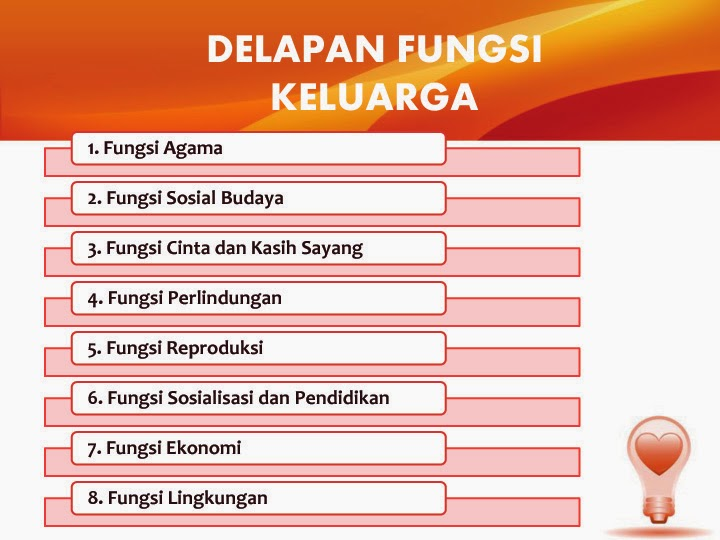 DELAPAN FUNGSI
KELUARGA
1. Fungsi Agama
2. Fungsi Sosial Budaya
3. Fungsi Cinta dan Kasih Sayang
4. Fungsi Perlindungan
5. Fungsi Reproduksi
6. Fungsi Sosialisasi dan Pendidikan
7. Fungsi Ekonomi
8. Fungsi Lingkungan